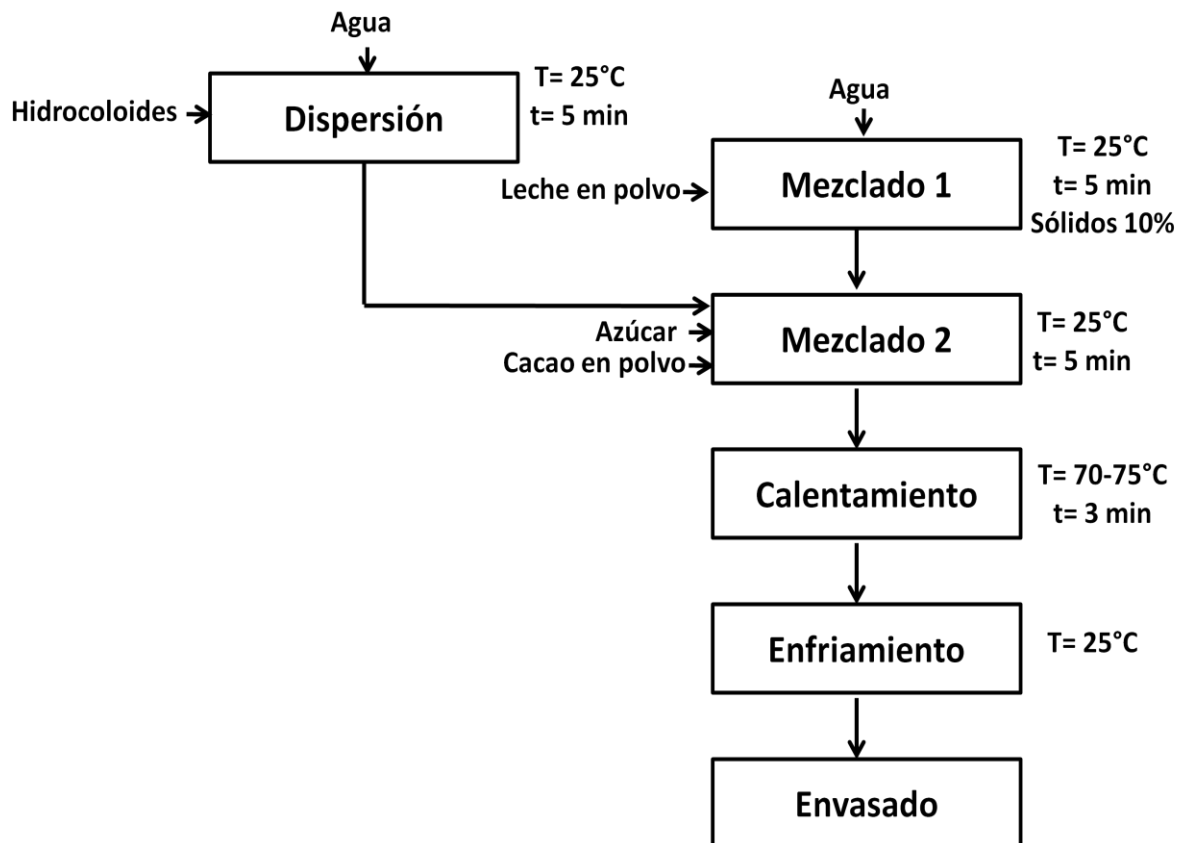 Agua
Hidrocoloides
Dispersión
T= 25°C
t= 5 min
Agua
Leche en polvo
Mezclado 1
T= 25°C
t= 5 min
Sólidos 10%
Azúcar
Cacao en polvo
Mezclado 2
T= 25°C
t= 5 min
Calentamiento
T= 70-75°C
t= 3 min
Enfriamiento
T= 25°C
Envasado